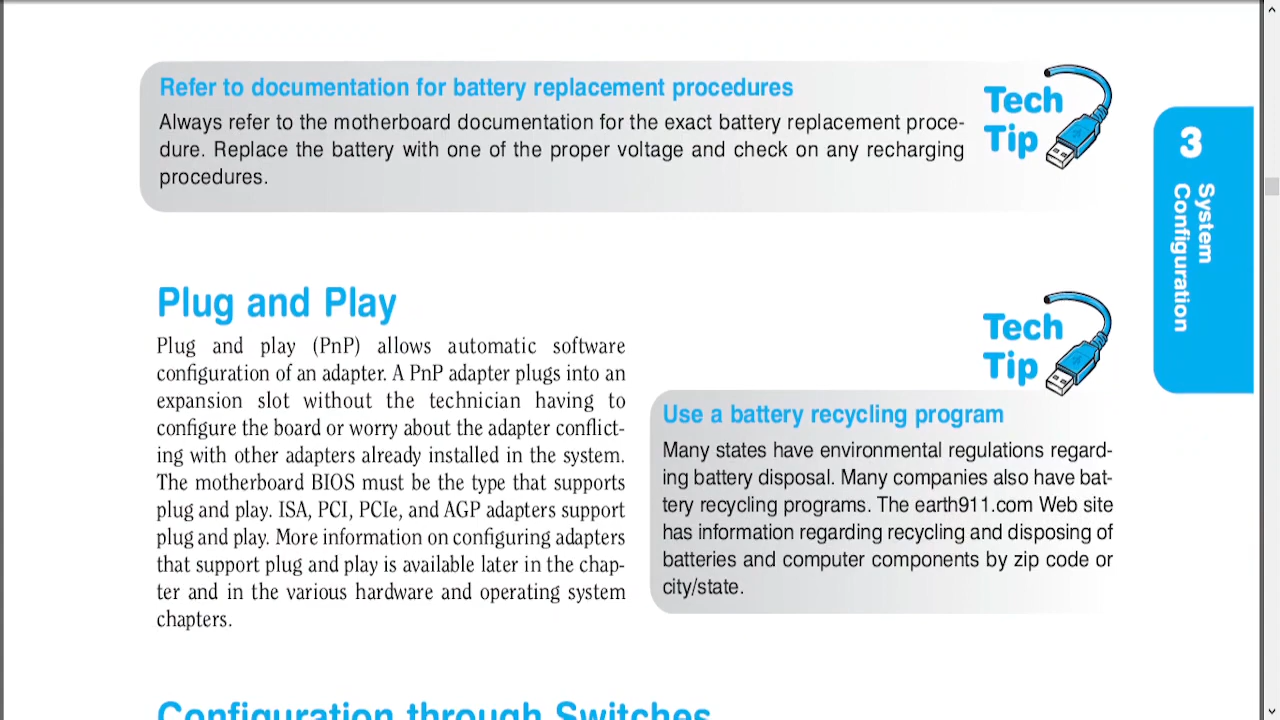 Refer to documentation for battery replacement procedures
Always refer to the motherboard documentation for the exact battery replacement proce-
dure. Replace the battery with one of the proper voltage and check on any recharging
procedures.
Tech
Tip
3
System
Configuration
Plug and Play
Plug and play (PnP) allows automatic software
configuration of an adapter. A PnP adapter plugs into an
expansion slot without the technician having to
configure the board or worry about the adapter conflict-
ing with other adapters already installed in the system.
The motherboard BIOS must be the type that supports
plug and play. ISA, PCI, PCIe, and AGP adapters support
plug and play. More information on configuring adapters
that support plug and play is available later in the chap-
ter and in the various hardware and operating system
chapters.
Tech
Tip
Use a battery recycling program
Many states have environmental regulations regard-
ing battery disposal. Many companies also have bat-
tery recycling programs. The earth911.com Web site
has information regarding recycling and disposing of
batteries and computer components by zip code or
city/state.
Configuration through Switches